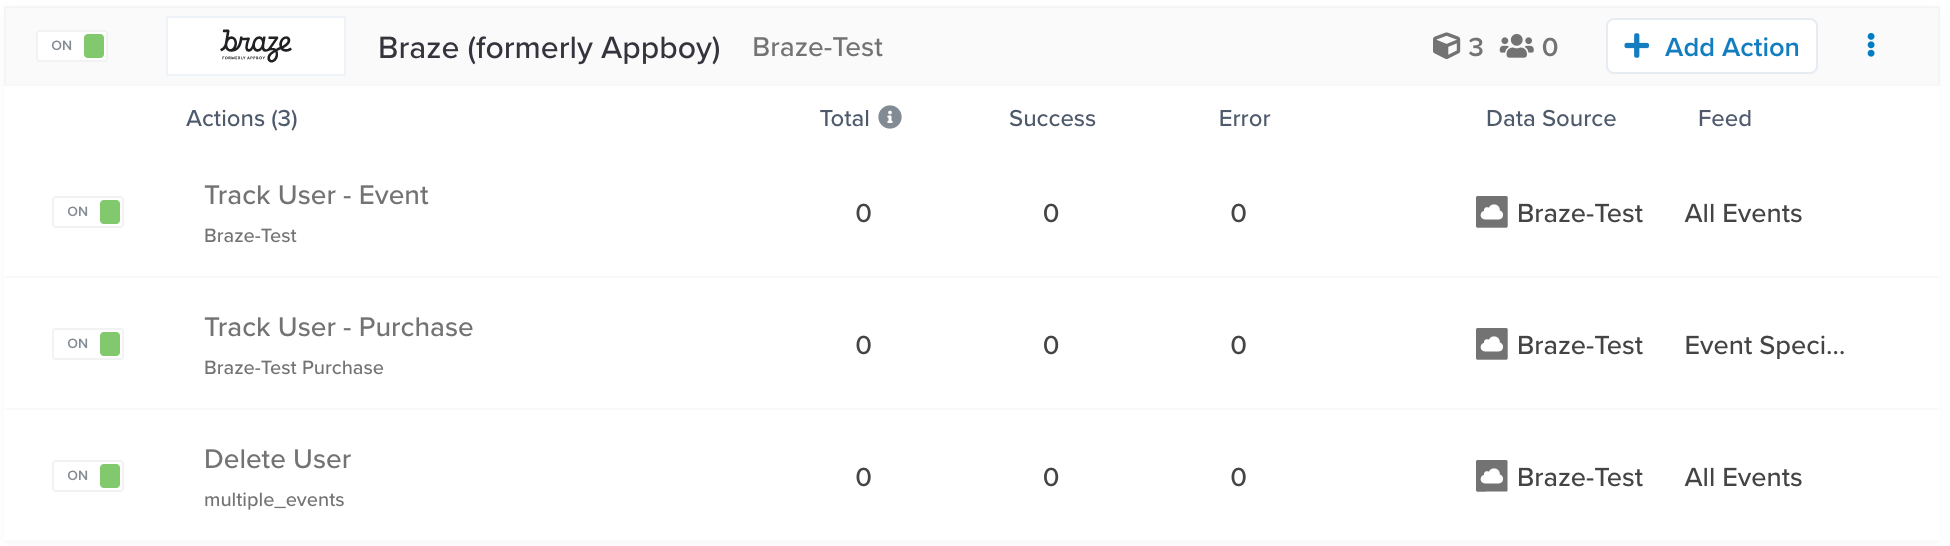 ON braze Braze (formerly Appboy) Braze-Test 3 0 + Add Action
FORMERLY APPBOY
Actions (3) Total Success Error Data Source Feed
Track User - Event
ON 0 0 0 Braze-Test All Events
Braze-Test
Track User - Purchase
ON 0 0 0 Braze-Test Event Speci...
Braze-Test Purchase
Delete User
ON 0 0 0 Braze-Test All Events
multiple_events